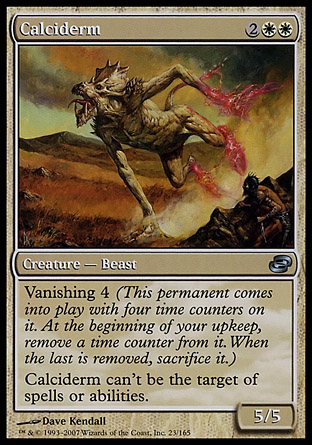 Calciderm 2
Creature — Beast
Vanishing 4 (This permanent comes
into play with four time counters on
it. At the beginning of your upkeep,
remove a time counter from it. When
the last is removed, sacrifice it.)
Calciderm can't be the target of
spells or abilities.
5/5
Dave Kendall
™ & © 1993–2007 Wizards of the Coast, Inc. 23/165